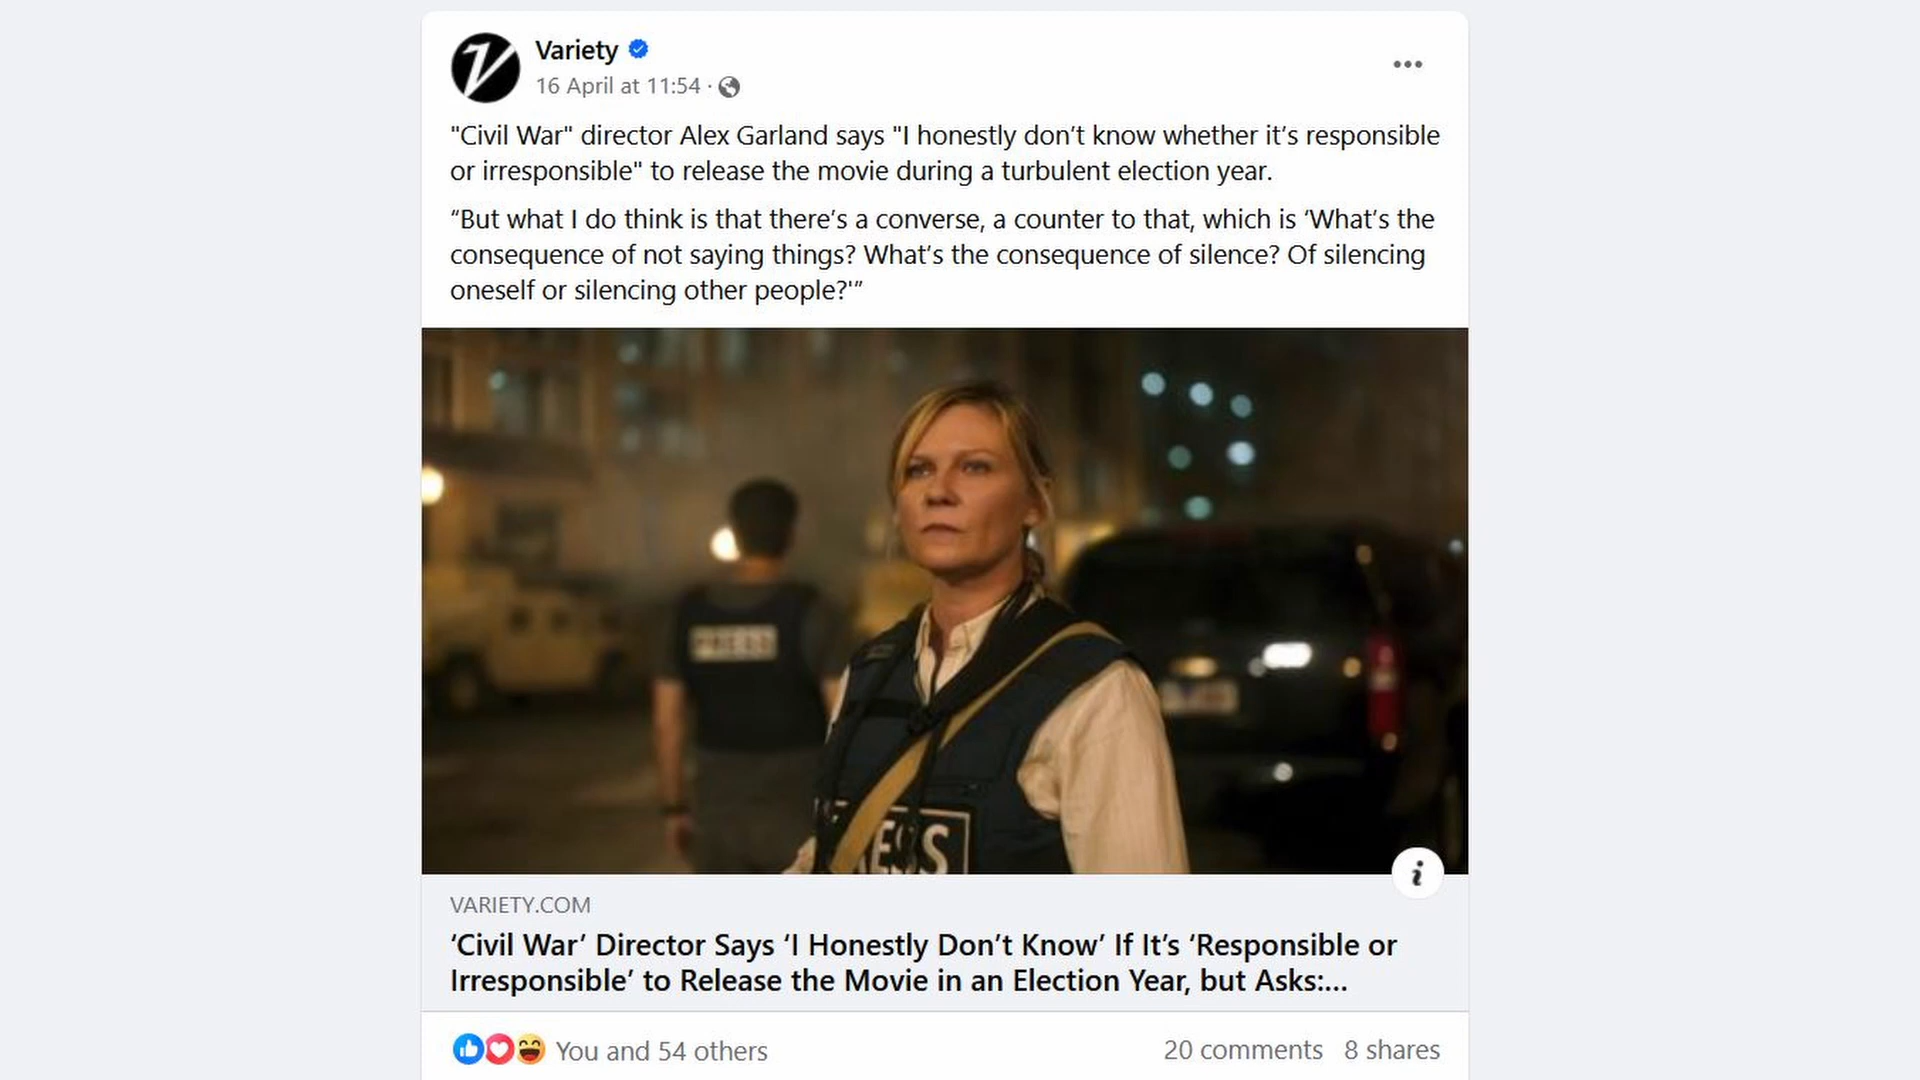 Variety
16 April at 11:54 ·
"Civil War" director Alex Garland says "I honestly don’t know whether it’s responsible
or irresponsible" to release the movie during a turbulent election year.
“But what I do think is that there’s a converse, a counter to that, which is ‘What’s the
consequence of not saying things? What’s the consequence of silence? Of silencing
oneself or silencing other people?'”
PRESS
VARIETY.COM
‘Civil War’ Director Says ‘I Honestly Don’t Know’ If It’s ‘Responsible or
Irresponsible’ to Release the Movie in an Election Year, but Asks:...
You and 54 others
20 comments 8 shares